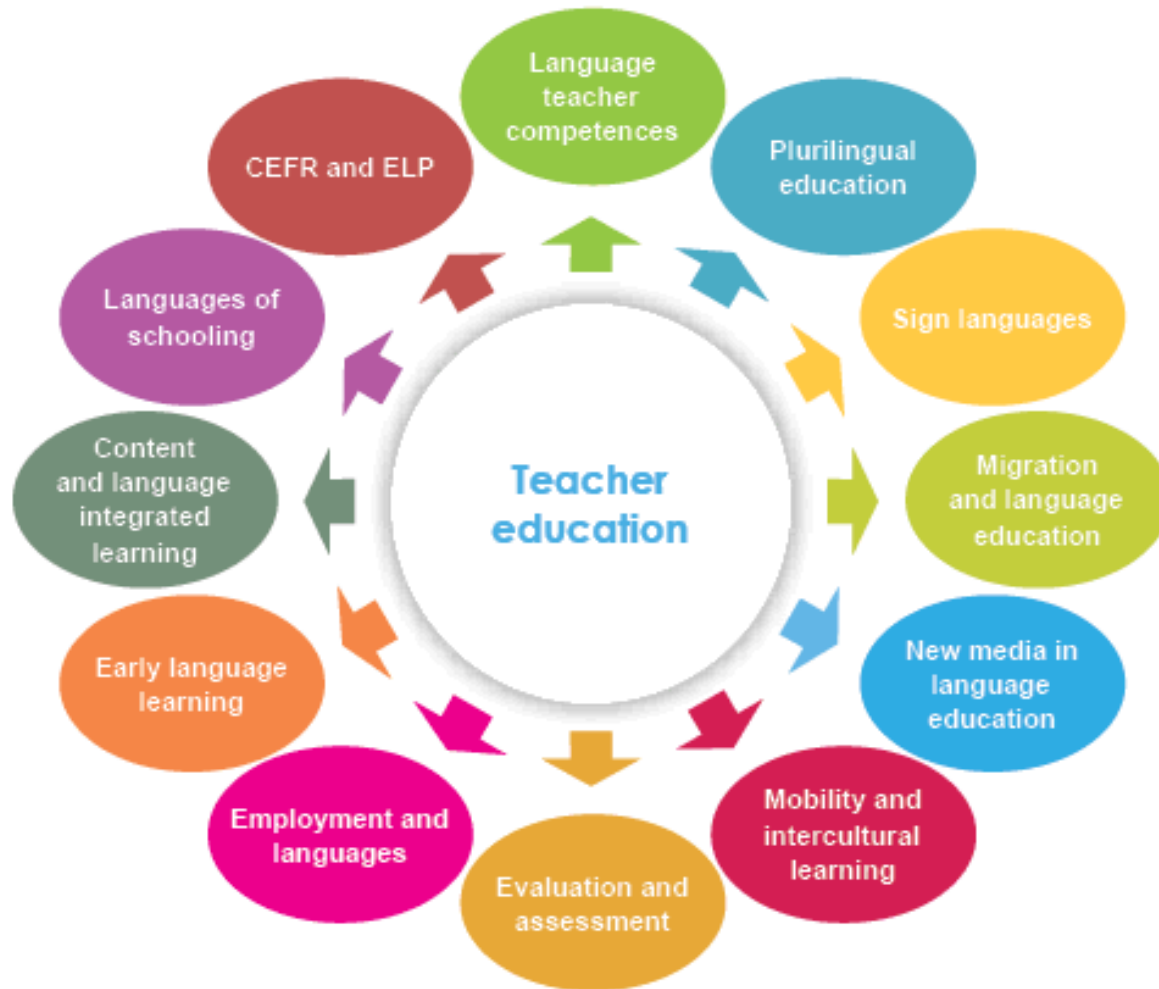 Language
teacher
competences
Plurilingual
education
Sign languages
Migration
and language
education
New media in
language
education
Mobility and
intercultural
learning
Evaluation and
assessment
Employment and
languages
Early language
learning
Content
and language
integrated
learning
Languages of
schooling
CEFR and ELP
Teacher
education